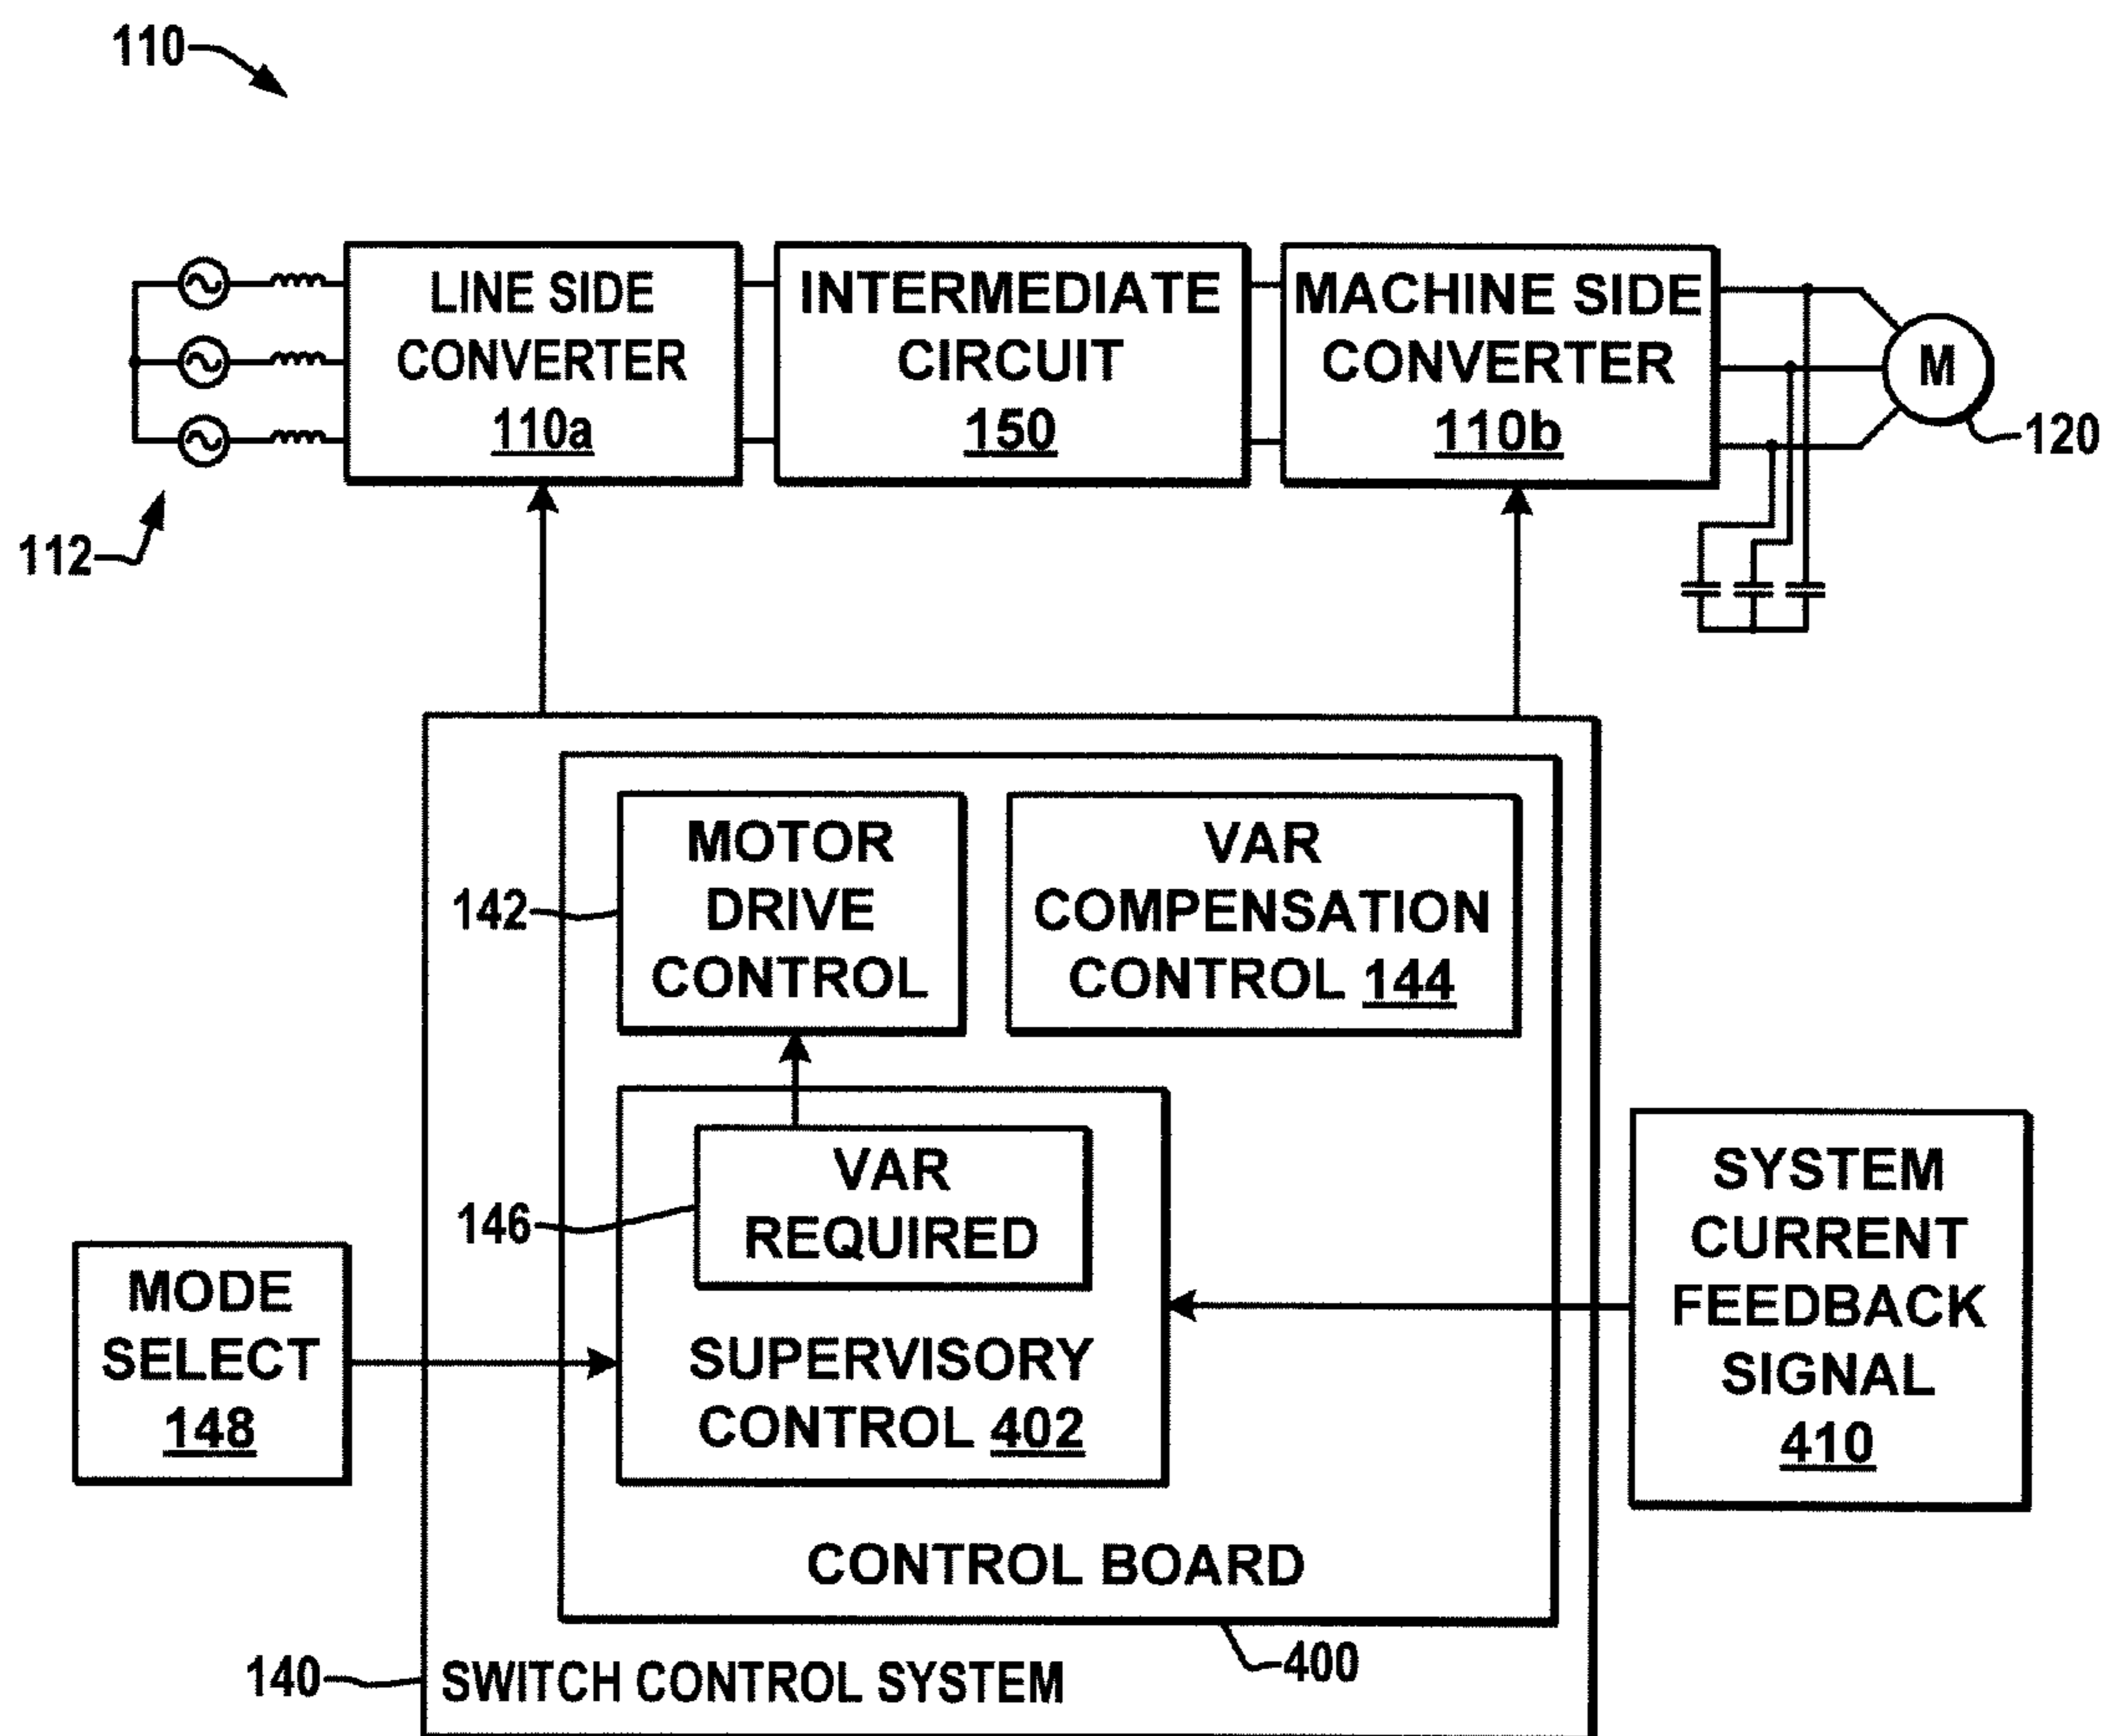 110
LINE SIDE
CONVERTER
110a
INTERMEDIATE
CIRCUIT
150
MACHINE SIDE
CONVERTER
110b
M
120
112
MOTOR
DRIVE
CONTROL
142
VAR
COMPENSATION
CONTROL 144
VAR
REQUIRED
146
SUPERVISORY
CONTROL 402
MODE
SELECT
148
SYSTEM
CURRENT
FEEDBACK
SIGNAL
410
CONTROL BOARD
400
140
SWITCH CONTROL SYSTEM